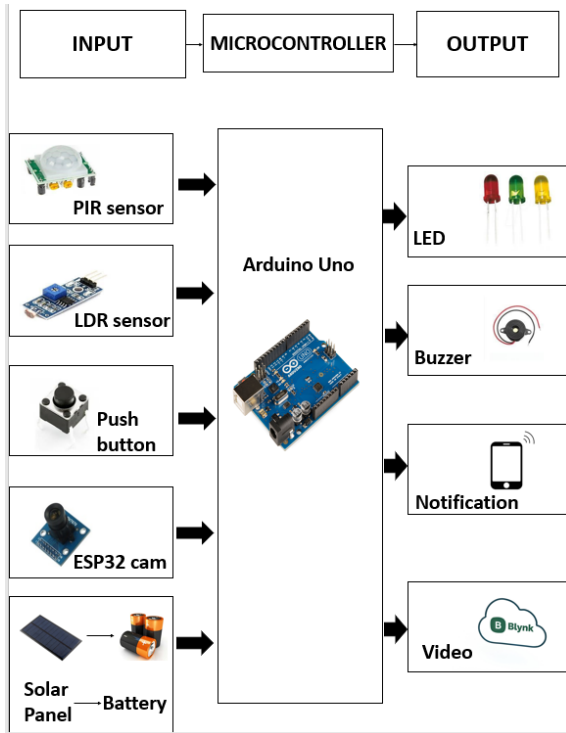 INPUT
MICROCONTROLLER
OUTPUT
PIR sensor
LDR sensor
Push
button
ESP32 cam
Solar
Panel
Battery
Arduino Uno
LED
Buzzer
Notification
B Blynk
Video